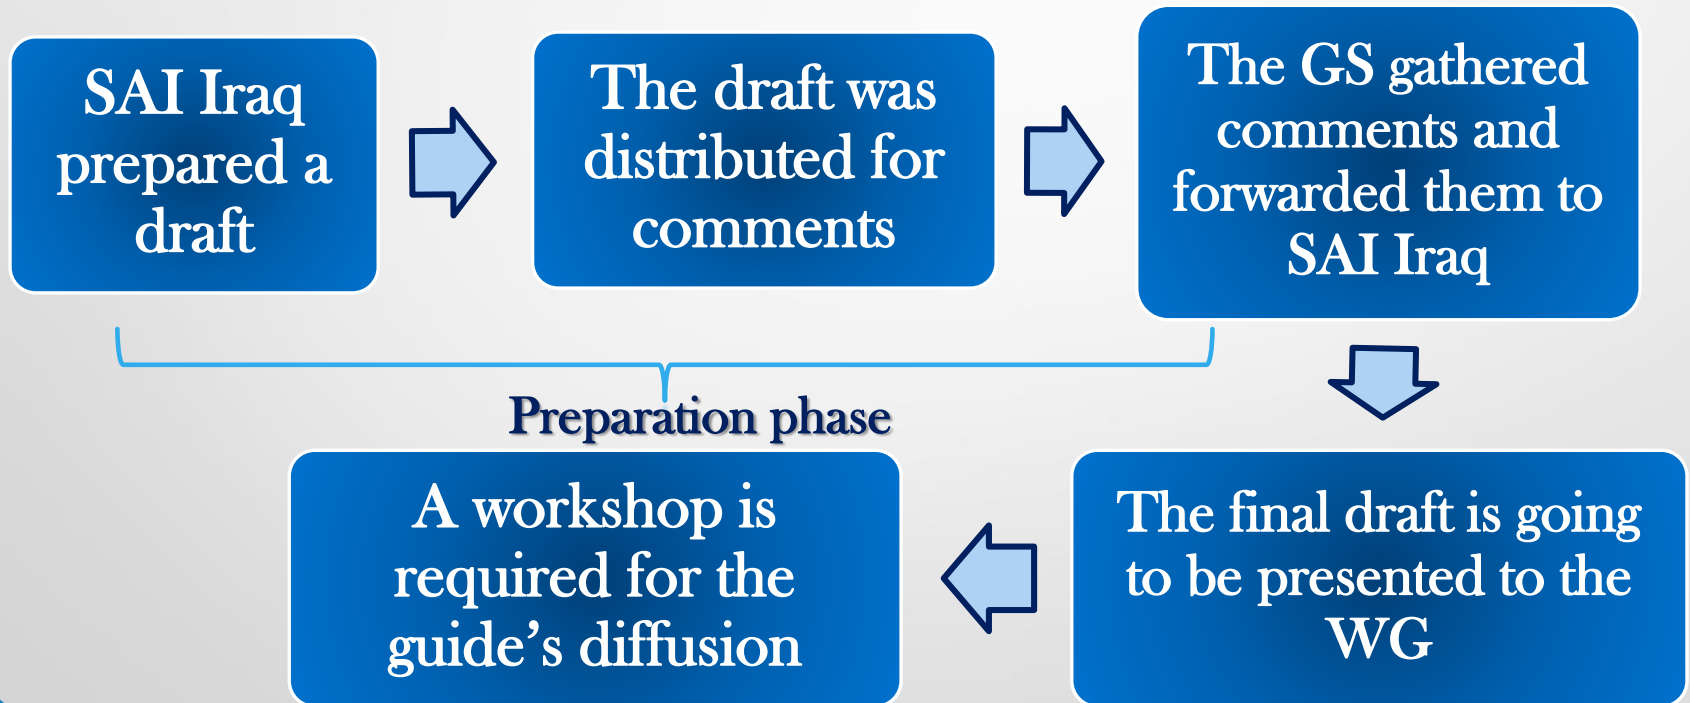 SAI Iraq
prepared a
draft
The draft was
distributed for
comments
The GS gathered
comments and
forwarded them to
SAI Iraq
Preparation phase
The final draft is going
to be presented to the
WG
A workshop is
required for the
guide’s diffusion